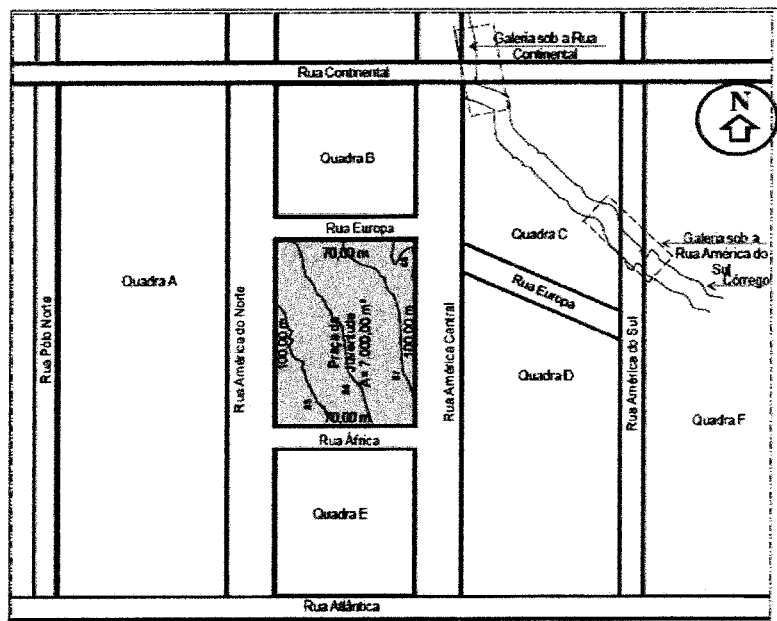 Galeria sob a Rua
Continental
Rua Continental
N
Quadra B
Rua Europa
Quadra C
Galeria sob a
Rua América do
Sul
Córrego
Rua Europa
Quadra A
70,00 m
100,00 m
Praça da
Juventude
A = 7.000,00 m²
100,00 m
70,00 m
Rua Pólo Norte
Rua América do Norte
Rua América Central
Rua América do Sul
Quadra D
Quadra F
Rua África
Quadra E
Rua Atlântica